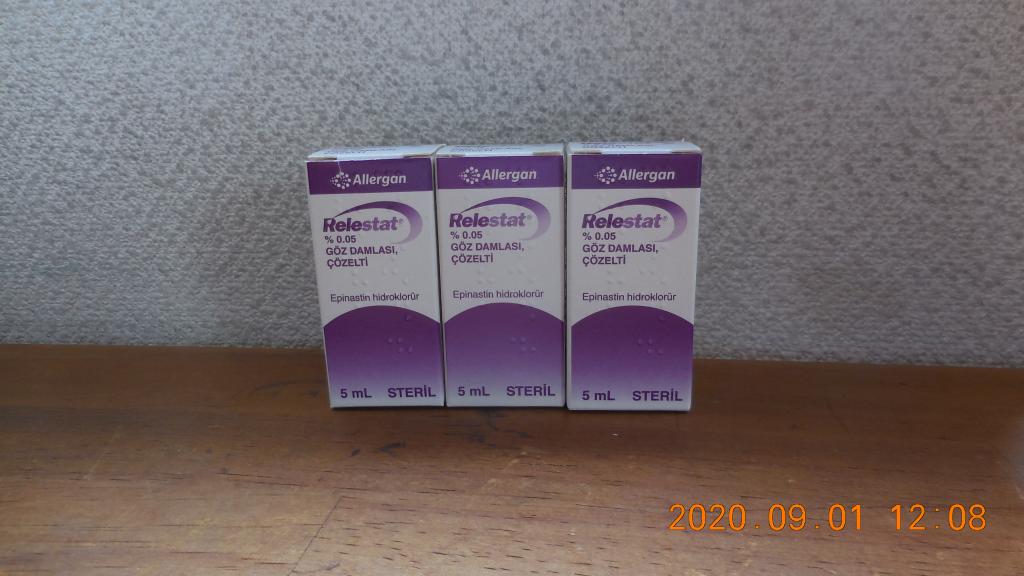 Allergan
Relestat®
% 0.05
GÖZ DAMLASI,
ÇÖZELTİ
Epinastin hidroklorür
5 mL STERİL
Allergan
Relestat®
% 0.05
GÖZ DAMLASI,
ÇÖZELTİ
Epinastin hidroklorür
5 mL STERİL
Allergan
Relestat®
% 0.05
GÖZ DAMLASI,
ÇÖZELTİ
Epinastin hidroklorür
5 mL STERİL
2020.09.01 12:08